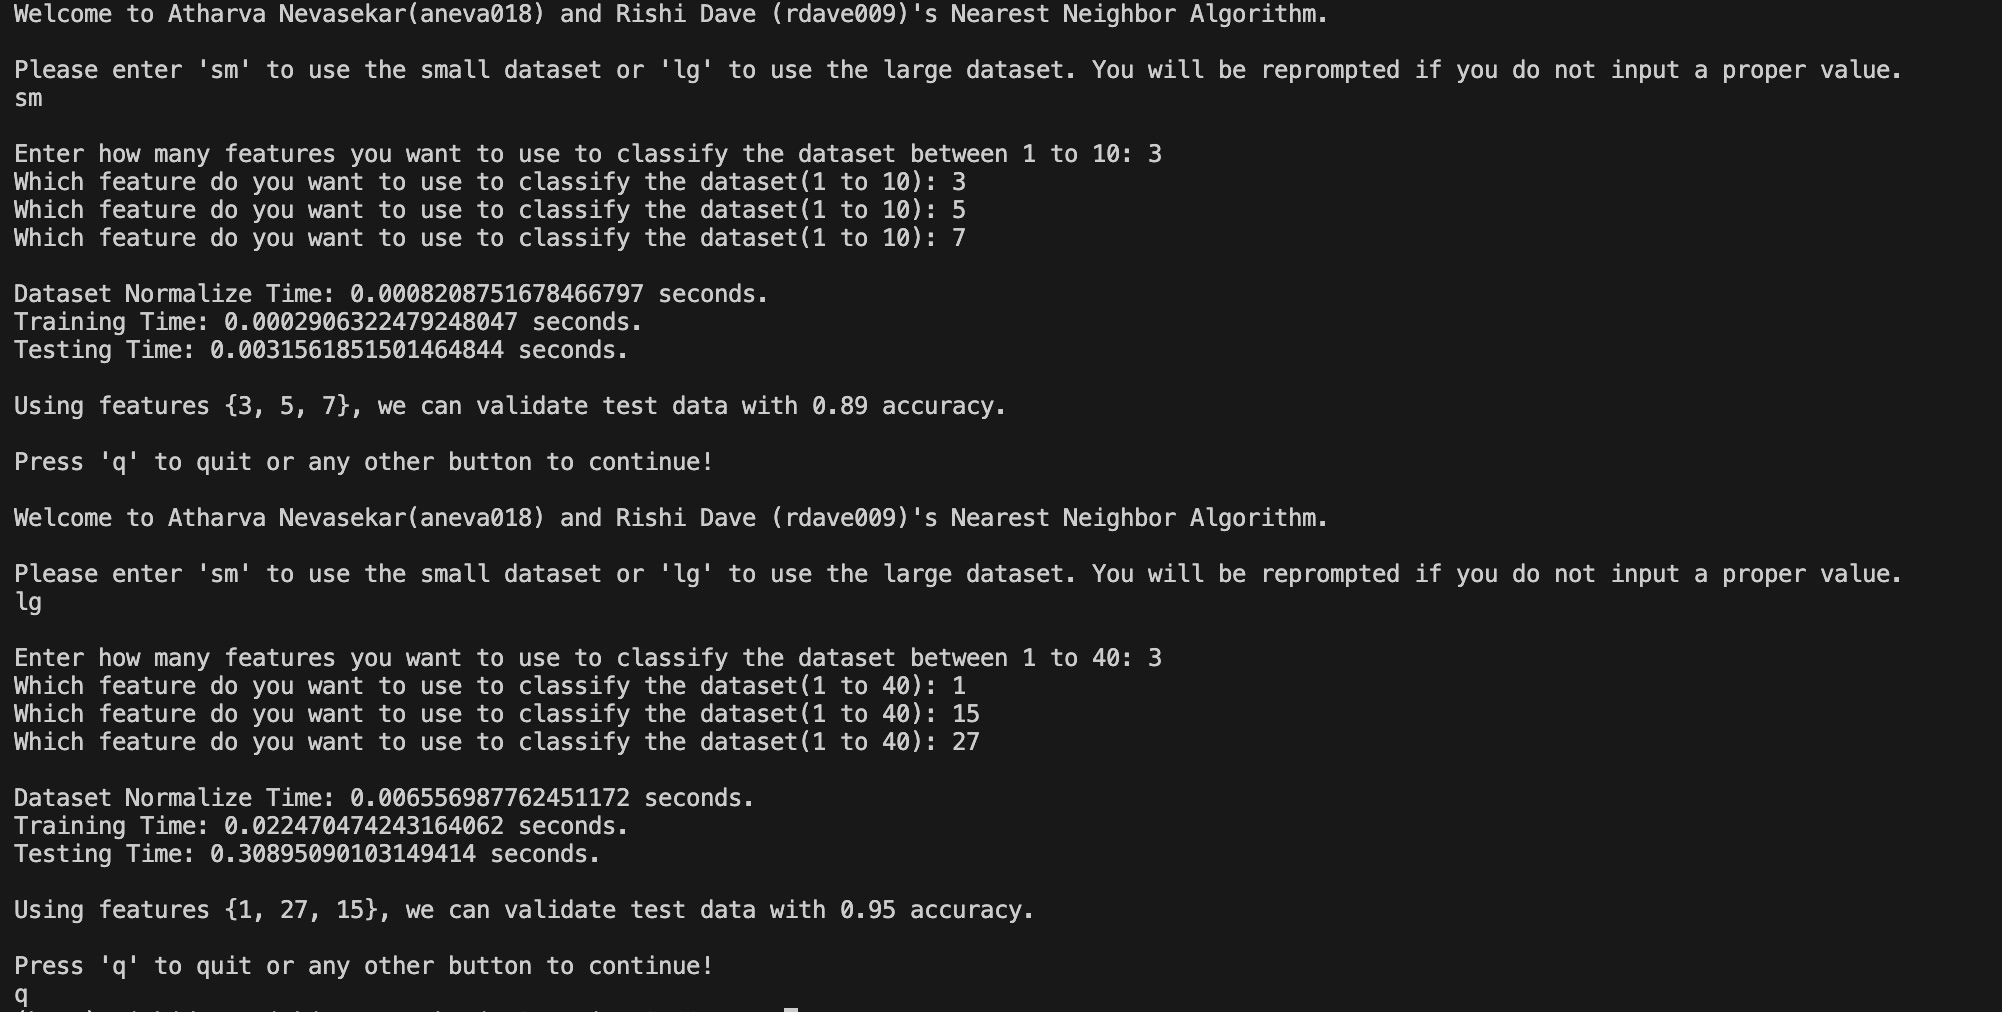 Welcome to Atharva Nevasekar(aneva018) and Rishi Dave (rdave009)'s Nearest Neighbor Algorithm.
Please enter 'sm' to use the small dataset or 'lg' to use the large dataset. You will be reprompted if you do not input a proper value.
sm
Enter how many features you want to use to classify the dataset between 1 to 10: 3
Which feature do you want to use to classify the dataset(1 to 10): 3
Which feature do you want to use to classify the dataset(1 to 10): 5
Which feature do you want to use to classify the dataset(1 to 10): 7
Dataset Normalize Time: 0.0008208751678466797 seconds.
Training Time: 0.0002906322479248047 seconds.
Testing Time: 0.0031561851501464844 seconds.
Using features {3, 5, 7}, we can validate test data with 0.89 accuracy.
Press 'q' to quit or any other button to continue!
Welcome to Atharva Nevasekar(aneva018) and Rishi Dave (rdave009)'s Nearest Neighbor Algorithm.
Please enter 'sm' to use the small dataset or 'lg' to use the large dataset. You will be reprompted if you do not input a proper value.
lg
Enter how many features you want to use to classify the dataset between 1 to 40: 3
Which feature do you want to use to classify the dataset(1 to 40): 1
Which feature do you want to use to classify the dataset(1 to 40): 15
Which feature do you want to use to classify the dataset(1 to 40): 27
Dataset Normalize Time: 0.006556987762451172 seconds.
Training Time: 0.022470474243164062 seconds.
Testing Time: 0.30895090103149414 seconds.
Using features {1, 27, 15}, we can validate test data with 0.95 accuracy.
Press 'q' to quit or any other button to continue!
q